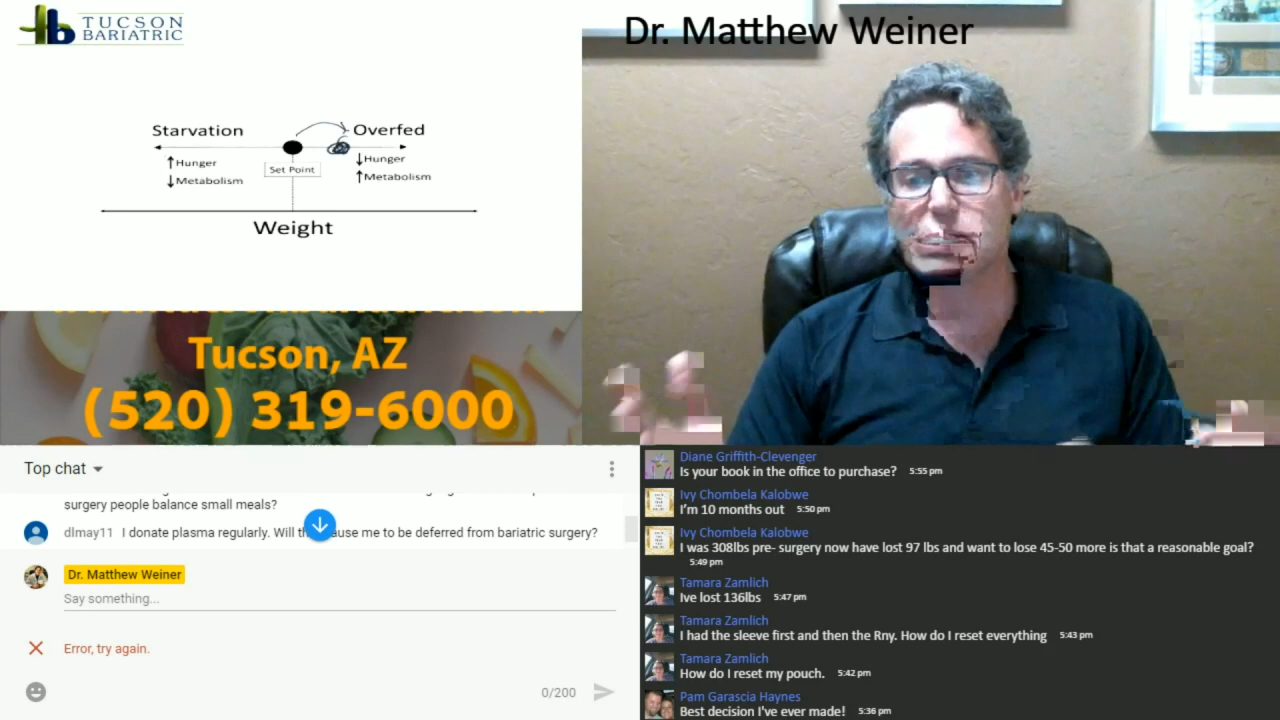 TUCSON
BARIATRIC
Starvation
Overfed
↑Hunger
↓Metabolism
Set Point
↓Hunger
↑Metabolism
Weight
Tucson, AZ
(520) 319-6000
Dr. Matthew Weiner
Top chat
surgery people balance small meals?
dlmay11 I donate plasma regularly. Will me to be deferred from bariatric surgery?
Dr. Matthew Weiner
Say something...
Error, try again.
0/200
Diane Griffith-Clevenger
Is your book in the office to purchase? 5:55 pm
Ivy Chombela Kalobwe
I'm 10 months out 5:50 pm
Ivy Chombela Kalobwe
I was 308lbs pre- surgery now have lost 97 lbs and want to lose 45-50 more is that a reasonable goal?
5:49 pm
Tamara Zamlich
Ive lost 136lbs 5:47 pm
Tamara Zamlich
I had the sleeve first and then the Rny. How do I reset everything 5:43 pm
Tamara Zamlich
How do I reset my pouch. 5:42 pm
Pam Garascia Haynes
Best decision I've ever made! 5:36 pm